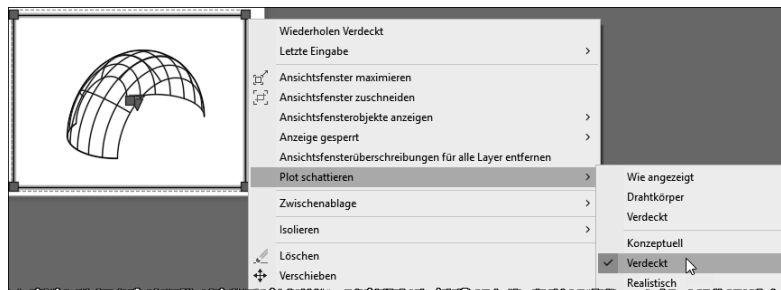 Wiederholen Verdeckt
Letzte Eingabe
Ansichtsfenster maximieren
Ansichtsfenster zuschneiden
Ansichtsfensterobjekte anzeigen
Anzeige gesperrt
Ansichtsfensterüberschreibungen für alle Layer entfernen
Plot schattieren
Zwischenablage
Isolieren
Löschen
Verschieben
Wie angezeigt
Drahtkörper
Verdeckt
Konzeptuell
Verdeckt
Realistisch